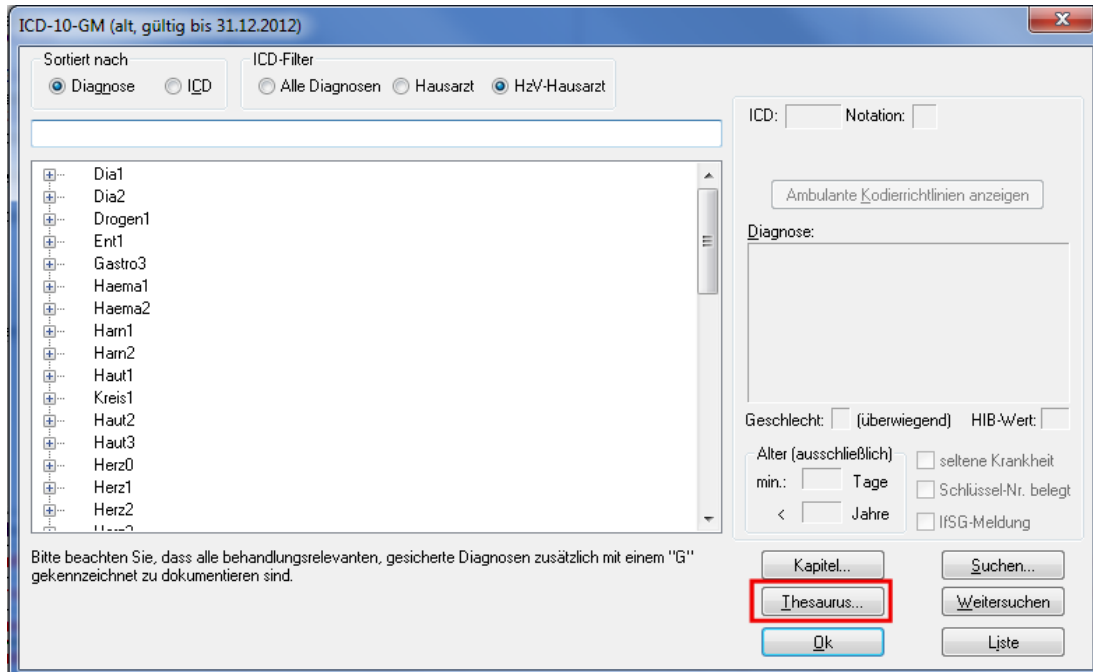 ICD-10-GM (alt, gültig bis 31.12.2012)
Sortiert nach
Diagnose
ICD
ICD-Filter
Alle Diagnosen
Hausarzt
HzV-Hausarzt
Dia1
Dia2
Drogen1
Ent1
Gastro3
Haema1
Haema2
Harn1
Harn2
Haut1
Kreis1
Haut2
Haut3
Herz0
Herz1
Herz2
Bitte beachten Sie, dass alle behandlungsrelevanten, gesicherte Diagnosen zusätzlich mit einem "G"
gekennzeichnet zu dokumentieren sind.
ICD:
Notation:
Ambulante Kodierrichtlinien anzeigen
Diagnose:
Geschlecht:
(überwiegend)
HIB-Wert:
Alter (ausschließlich)
min.:
Tage
<
Jahre
seltene Krankheit
Schlüssel-Nr. belegt
IfSG-Meldung
Kapitel...
Suchen...
Thesaurus...
Weitersuchen
Ok
Liste